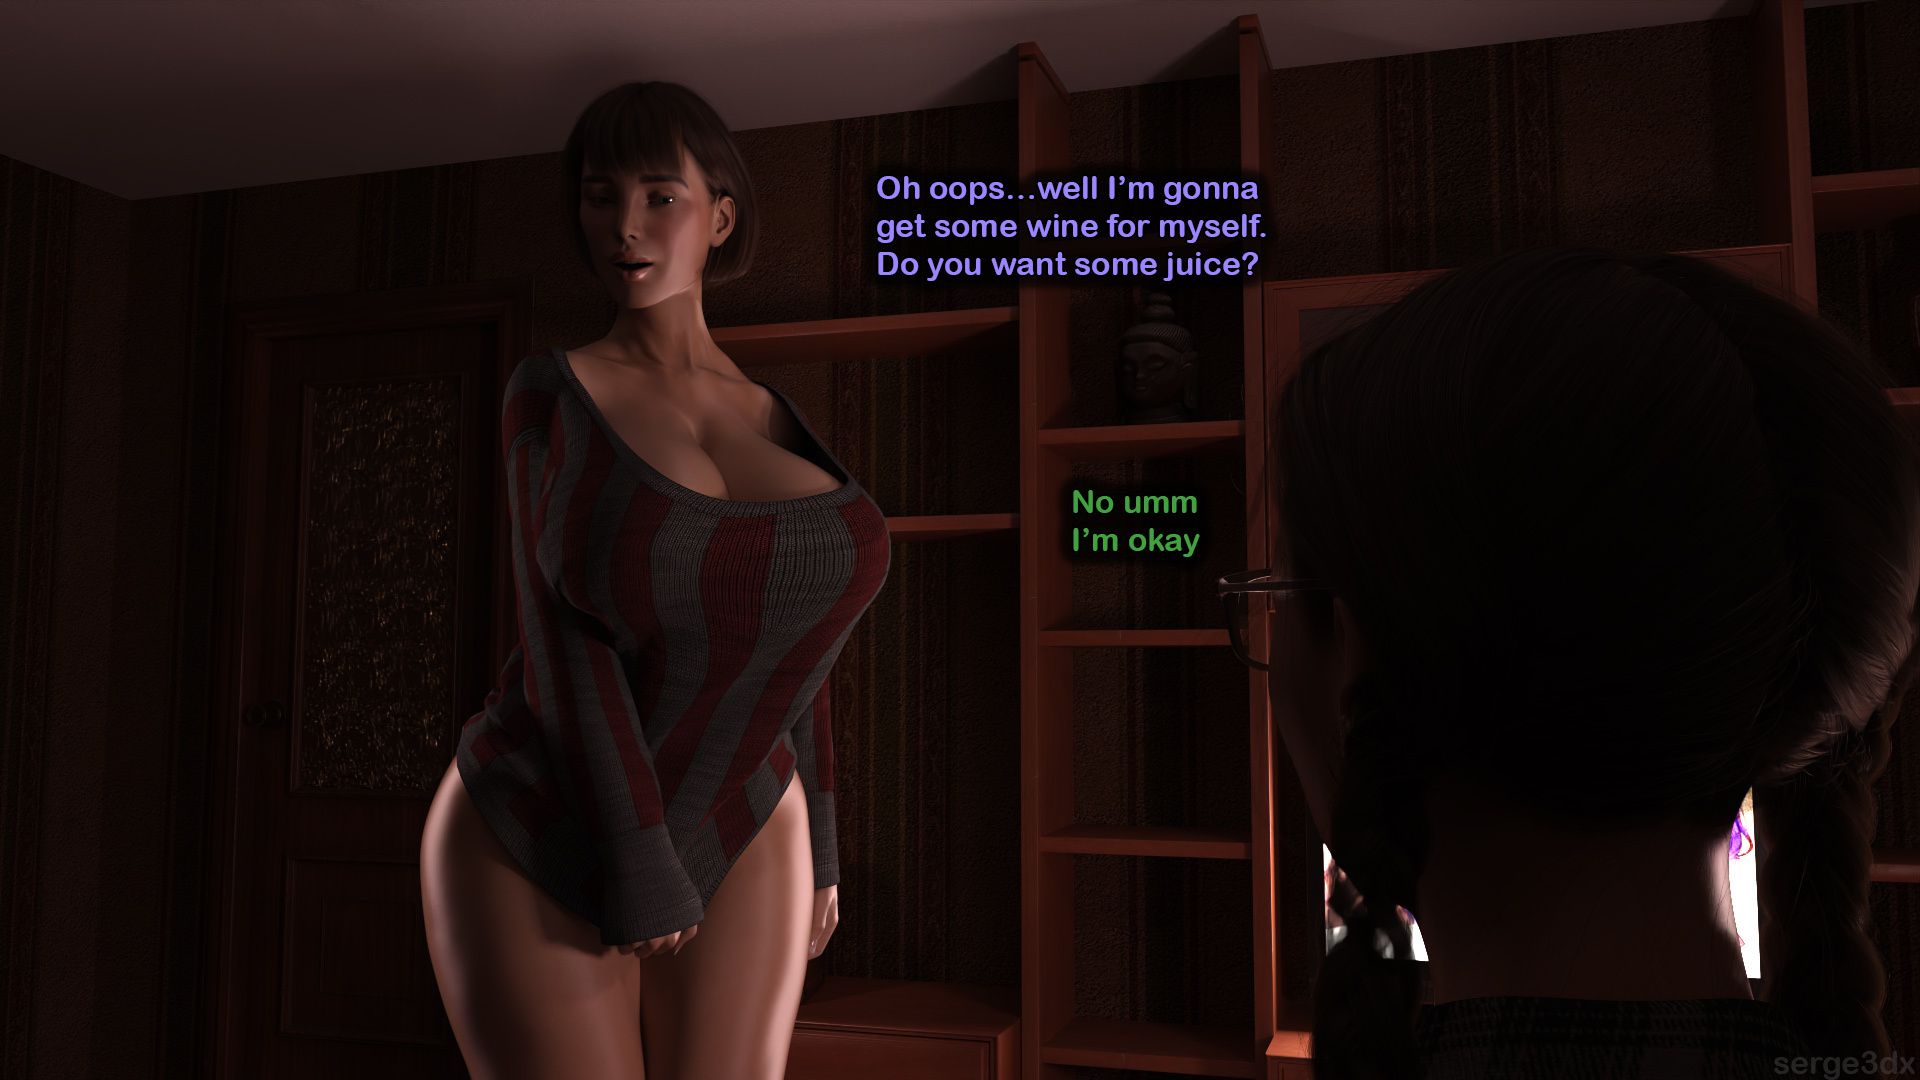 Oh oops...well I'm gonna
get some wine for myself.
Do you want some juice?
No umm
I'm okay
serge3dx